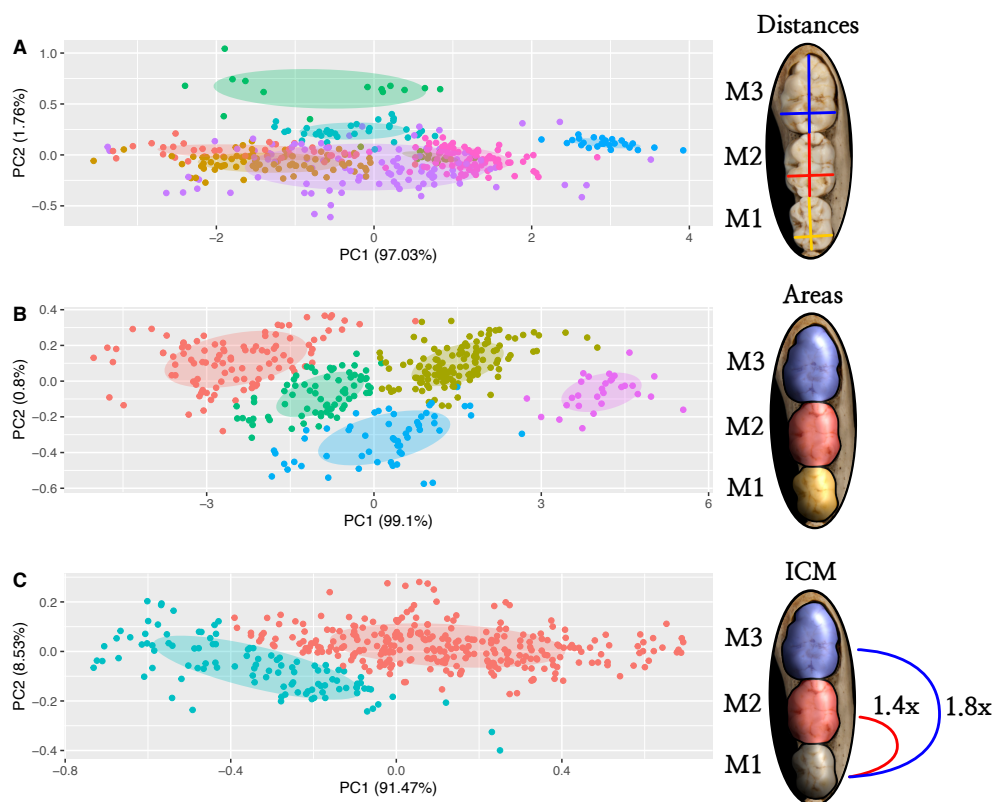 A
PC2 (1.76%)
1.0
0.5
0.0
−0.5
−2
0
2
4
PC1 (97.03%)
Distances
M3
M2
M1
B
PC2 (0.8%)
0.4
0.2
0.0
−0.2
−0.4
−0.6
−3
0
3
6
PC1 (99.1%)
Areas
M3
M2
M1
C
PC2 (8.53%)
0.2
0.0
−0.2
−0.4
−0.8
−0.4
0.0
0.4
PC1 (91.47%)
ICM
M3
M2
M1
1.4x
1.8x